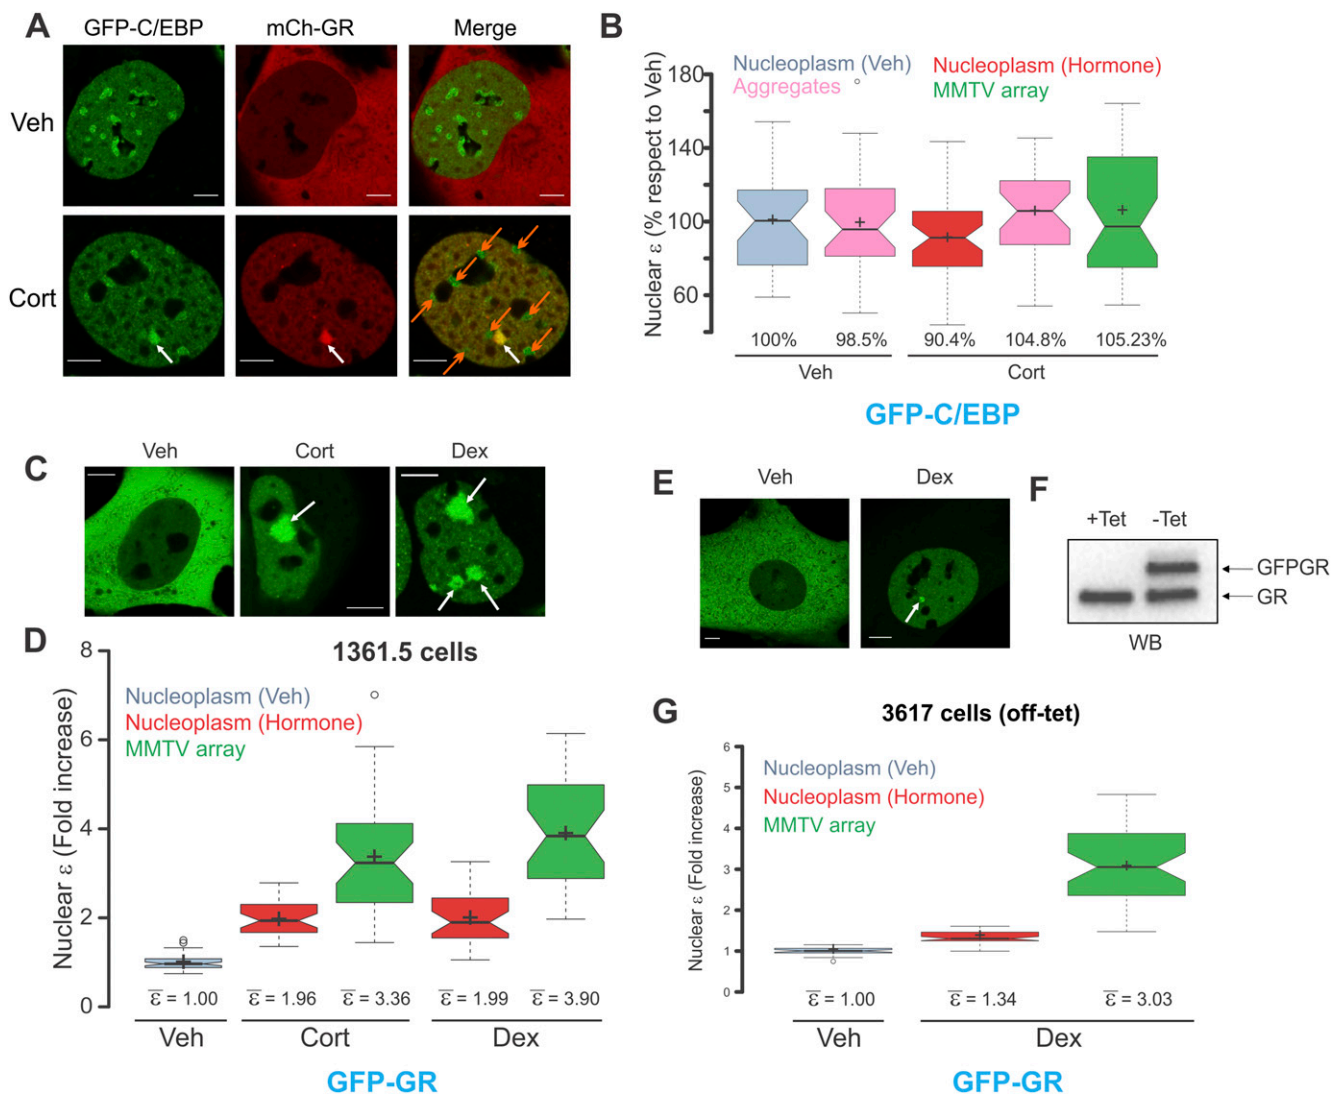 A
GFP-C/EBP
mCh-GR
Merge
Veh
Cort
B
Nucleoplasm (Veh)
Aggregates
Nucleoplasm (Hormone)
MMTV array
Nuclear ε (% respect to Veh)
180
140
100
60
100%
98.5%
90.4%
104.8%
105.23%
Veh
Cort
GFP-C/EBP
C
Veh
Cort
Dex
D
1361.5 cells
Nucleoplasm (Veh)
Nucleoplasm (Hormone)
MMTV array
Nuclear ε (Fold increase)
8
6
4
2
0
ε̅ = 1.00
ε̅ = 1.96
ε̅ = 3.36
ε̅ = 1.99
ε̅ = 3.90
Veh
Cort
Dex
GFP-GR
E
Veh
Dex
F
+Tet
-Tet
GFPGR
GR
WB
G
3617 cells (off-tet)
Nucleoplasm (Veh)
Nucleoplasm (Hormone)
MMTV array
Nuclear ε (Fold increase)
6
5
4
3
2
1
0
ε̅ = 1.00
ε̅ = 1.34
ε̅ = 3.03
Veh
Dex
GFP-GR